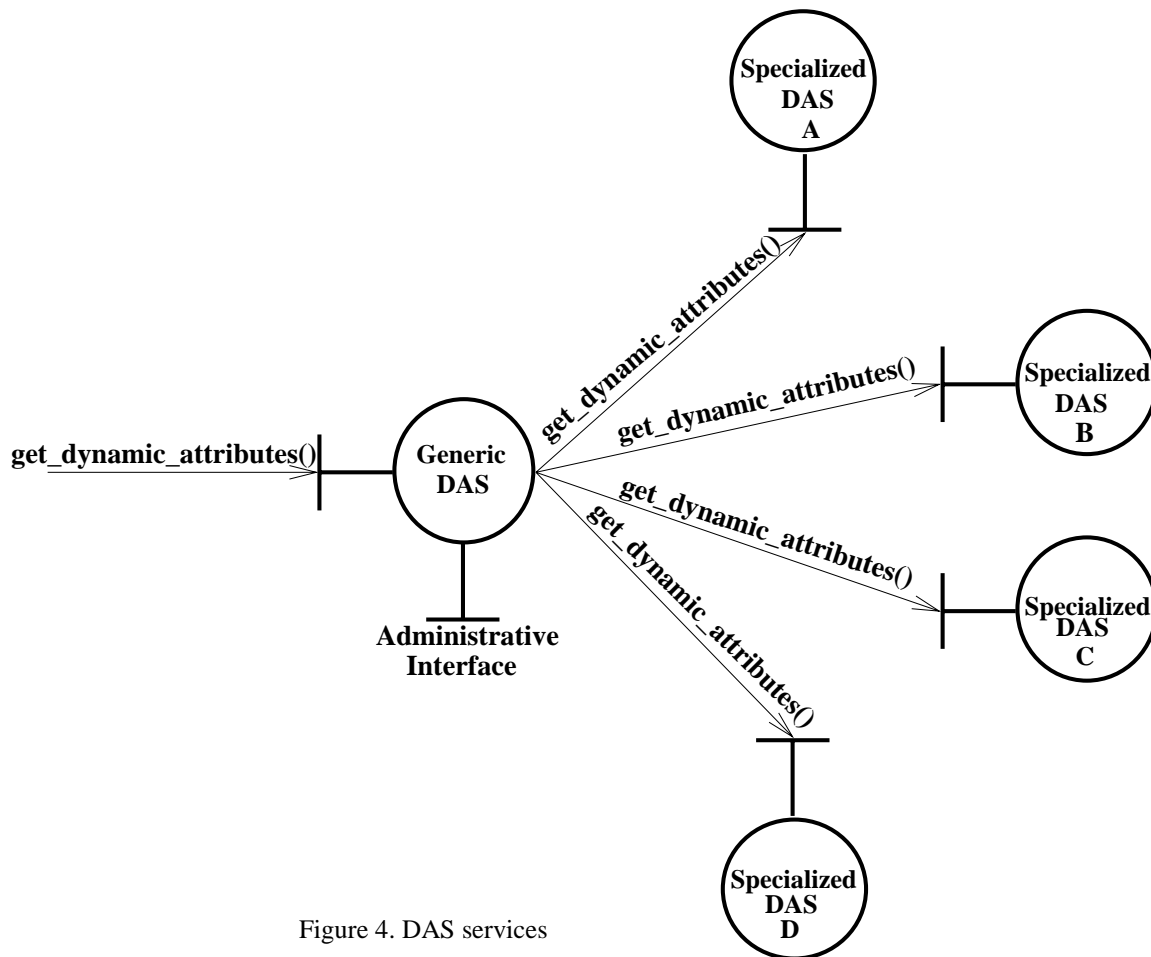 Specialized
DAS
A
get_dynamic_attributes()
get_dynamic_attributes()
Specialized
DAS
B
get_dynamic_attributes()
Generic
DAS
get_dynamic_attributes()
get_dynamic_attributes()
Specialized
DAS
C
Administrative
Interface
Specialized
DAS
D
Figure 4. DAS services